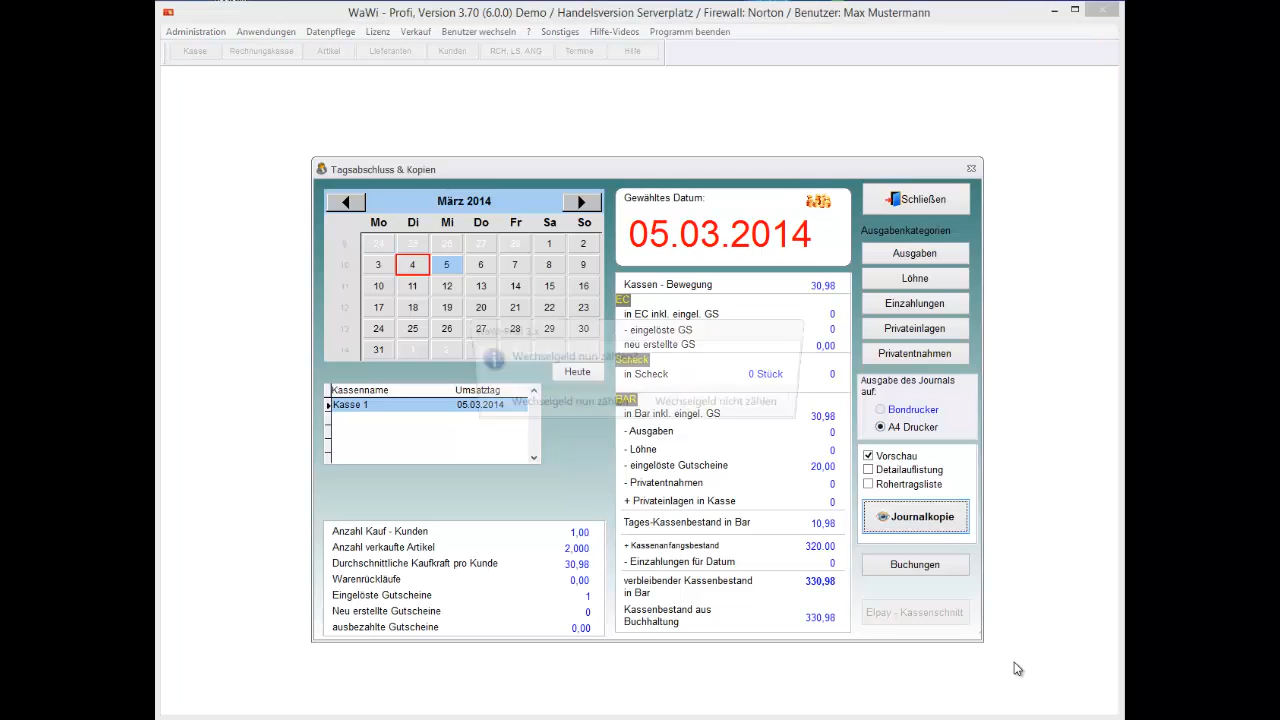 WaWi - Profi, Version 3.70 (6.0.0) Demo / Handelsversion Serverplatz / Firewall: Norton / Benutzer: Max Mustermann
Administration Anwendungen Datenpflege Lizenz Verkauf Benutzer wechseln ? Sonstiges Hilfe-Videos Programm beenden
Kasse Rechnungskasse Artikel Lieferanten Kunden RCH, LS, ANG Termine Hilfe
Tagsabschluss & Kopien
März 2014
Mo Di Mi Do Fr Sa So
9 24 25 26 27 28 1 2
10 3 4 5 6 7 8 9
11 10 11 12 13 14 15 16
12 17 18 19 20 21 22 23
13 24 25 26 27 28 29 30
14 31 1 2
Heute
Kassenname Umsatztag
Kasse 1 05.03.2014
Anzahl Kauf - Kunden 1,00
Anzahl verkaufte Artikel 2,000
Durchschnittliche Kaufkraft pro Kunde 30,98
Warenrückläufe 0,00
Eingelöste Gutscheine 1
Neu erstellte Gutscheine 0
ausbezahlte Gutscheine 0,00
Gewähltes Datum:
05.03.2014
Kassen - Bewegung 30,98
EC
in EC inkl. eingel. GS 0
- eingelöste GS 0
neu erstellte GS 0,00
Scheck
in Scheck 0 Stück 0
BAR
in Bar inkl. eingel. GS 30,98
- Ausgaben 0
- Löhne 0
- eingelöste Gutscheine 20,00
- Privatentnahmen 0
+ Privateinlagen in Kasse 0
Tages-Kassenbestand in Bar 10,98
+ Kassenanfangsbestand 320.00
- Einzahlungen für Datum 0
verbleibender Kassenbestand in Bar 330,98
Kassenbestand aus Buchhaltung 330,98
Wechselgeld nun zählen
Wechselgeld nun zählen Wechselgeld nicht zählen
Schließen
Ausgabenkategorien
Ausgaben
Löhne
Einzahlungen
Privateinlagen
Privatentnahmen
Ausgabe des Journals
auf:
Bondrucker
A4 Drucker
Vorschau
Detailauflistung
Rohertragsliste
Journalkopie
Buchungen
Elpay - Kassenschnitt